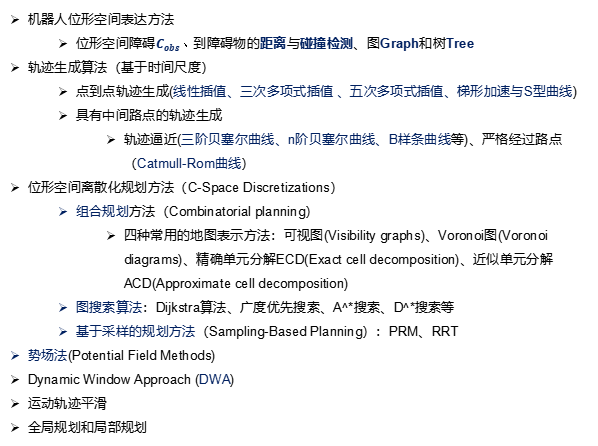 ➢ 机器人位形空间表达方法
➢ 位形空间障碍C_obs、到障碍物的距离与碰撞检测、图Graph和树Tree
➢ 轨迹生成算法（基于时间尺度）
➢ 点到点轨迹生成(线性插值、三次多项式插值 、五次多项式插值、梯形加速与S型曲线)
➢ 具有中间路点的轨迹生成
➢ 轨迹逼近(三阶贝塞尔曲线、n阶贝塞尔曲线、B样条曲线等)、严格经过路点
（Catmull-Rom曲线）
➢ 位形空间离散化规划方法（C-Space Discretizations）
➢ 组合规划方法（Combinatorial planning)
➢ 四种常用的地图表示方法：可视图(Visibility graphs)、Voronoi图(Voronoi
diagrams)、精确单元分解ECD(Exact cell decomposition)、近似单元分解
ACD(Approximate cell decomposition)
➢ 图搜索算法：Dijkstra算法、广度优先搜索、A^*搜索、D^*搜索等
➢ 基于采样的规划方法（Sampling-Based Planning）：PRM、RRT
➢ 势场法(Potential Field Methods)
➢ Dynamic Window Approach (DWA)
➢ 运动轨迹平滑
➢ 全局规划和局部规划